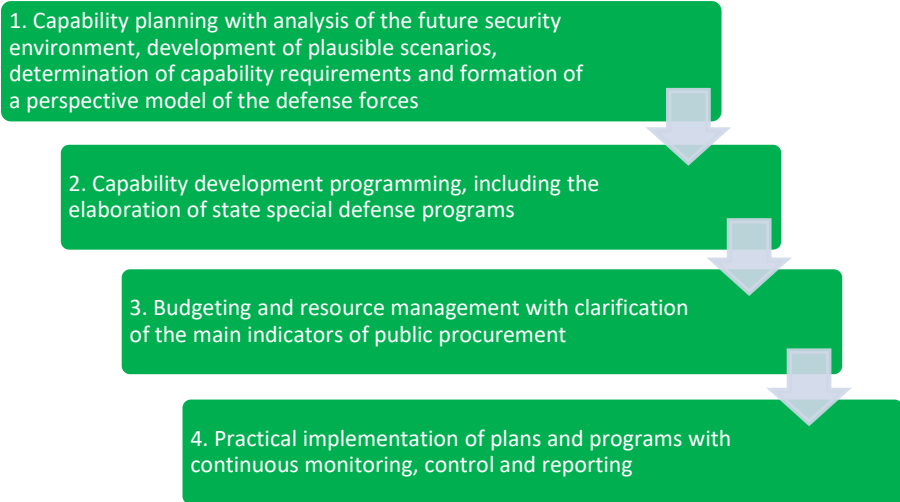 1. Capability planning with analysis of the future security
environment, development of plausible scenarios,
determination of capability requirements and formation of
a perspective model of the defense forces
2. Capability development programming, including the
elaboration of state special defense programs
3. Budgeting and resource management with clarification
of the main indicators of public procurement
4. Practical implementation of plans and programs with
continuous monitoring, control and reporting